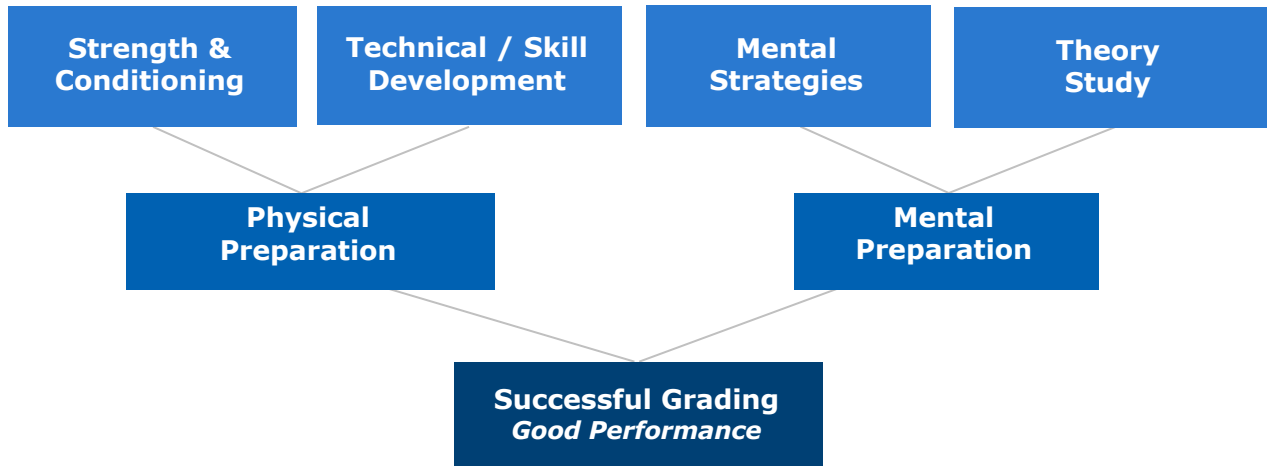 Strength &
Conditioning
Technical / Skill
Development
Mental
Strategies
Theory
Study
Physical
Preparation
Mental
Preparation
Successful Grading
Good Performance